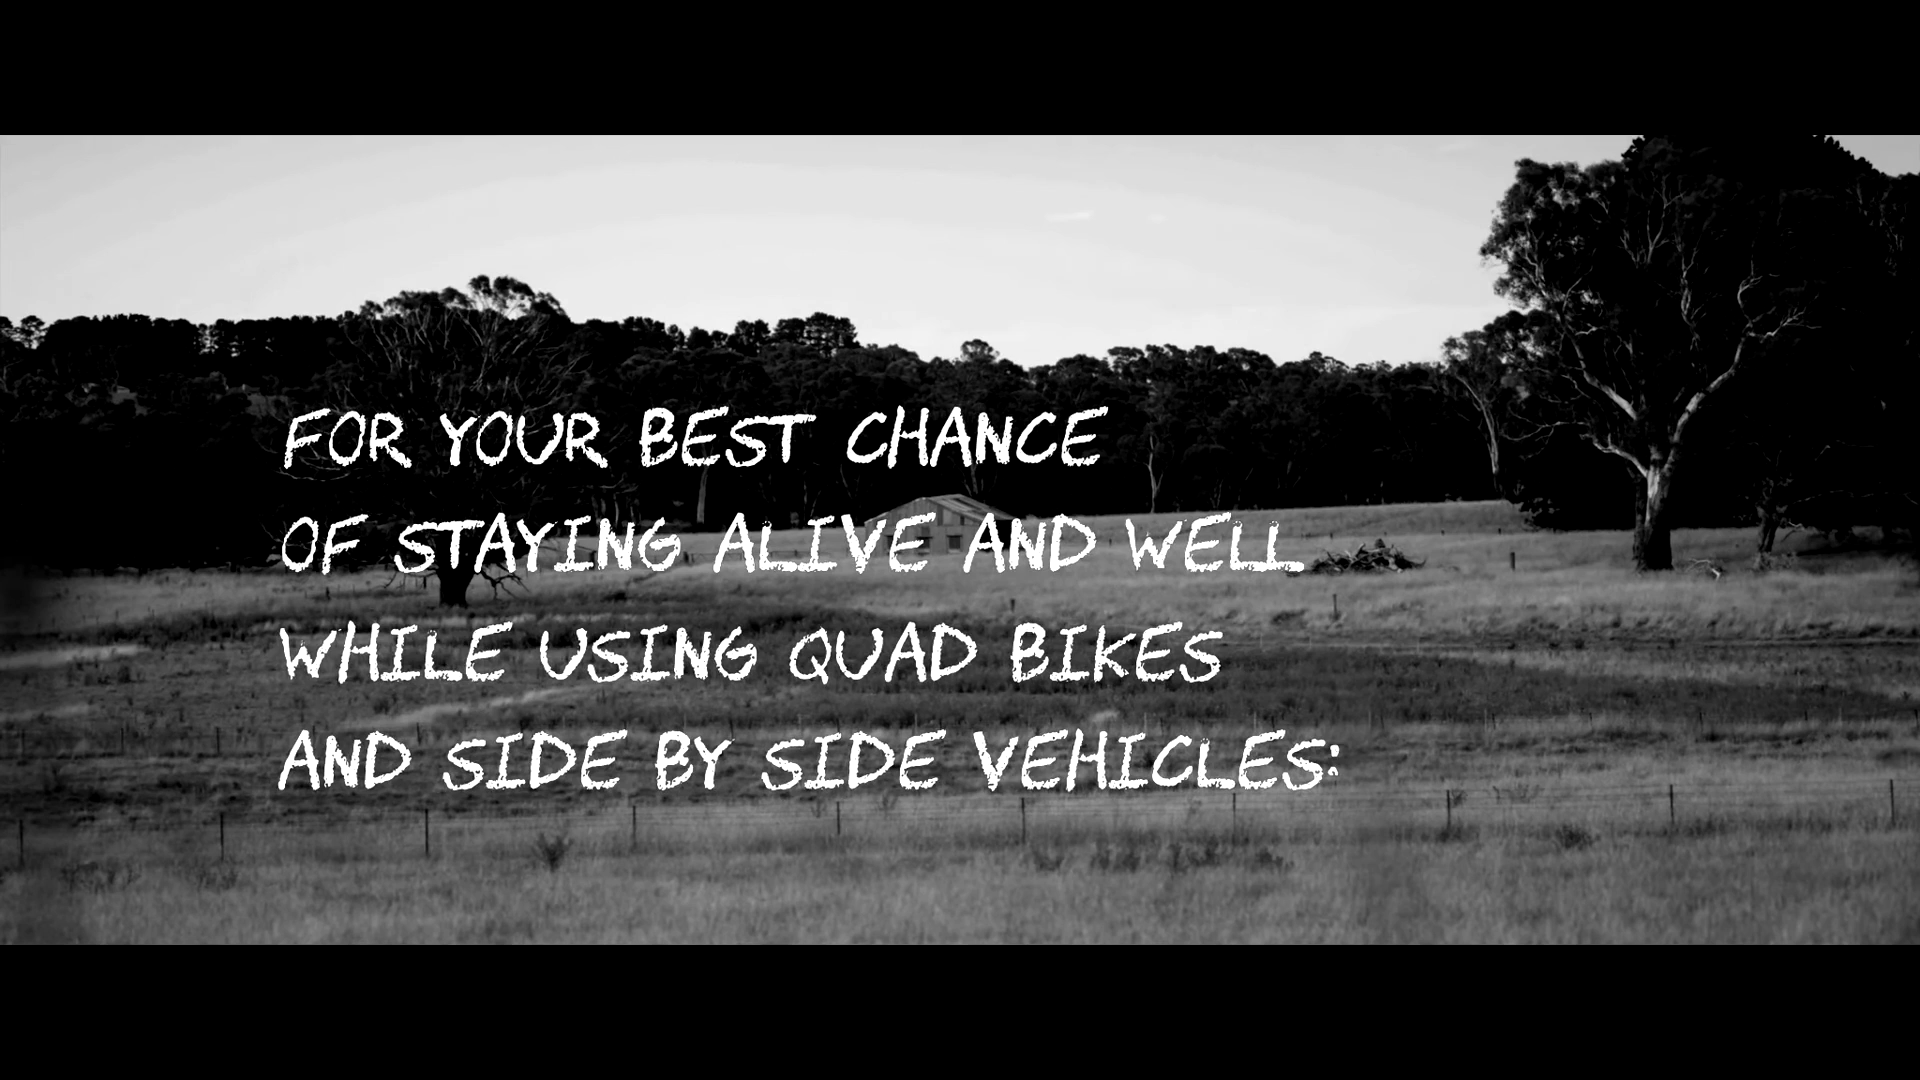 FOR YOUR BEST CHANCE
OF STAYING ALIVE AND WELL
WHILE USING QUAD BIKES
AND SIDE BY SIDE VEHICLES: